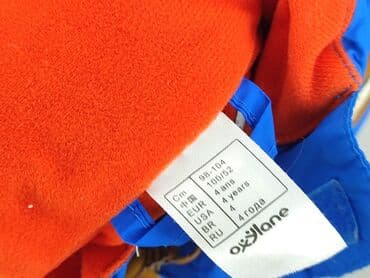 Cm 98-104
中国 100/52
EUR 4 ans
USA 4 years
BR 4
RU 4 года
oxylane